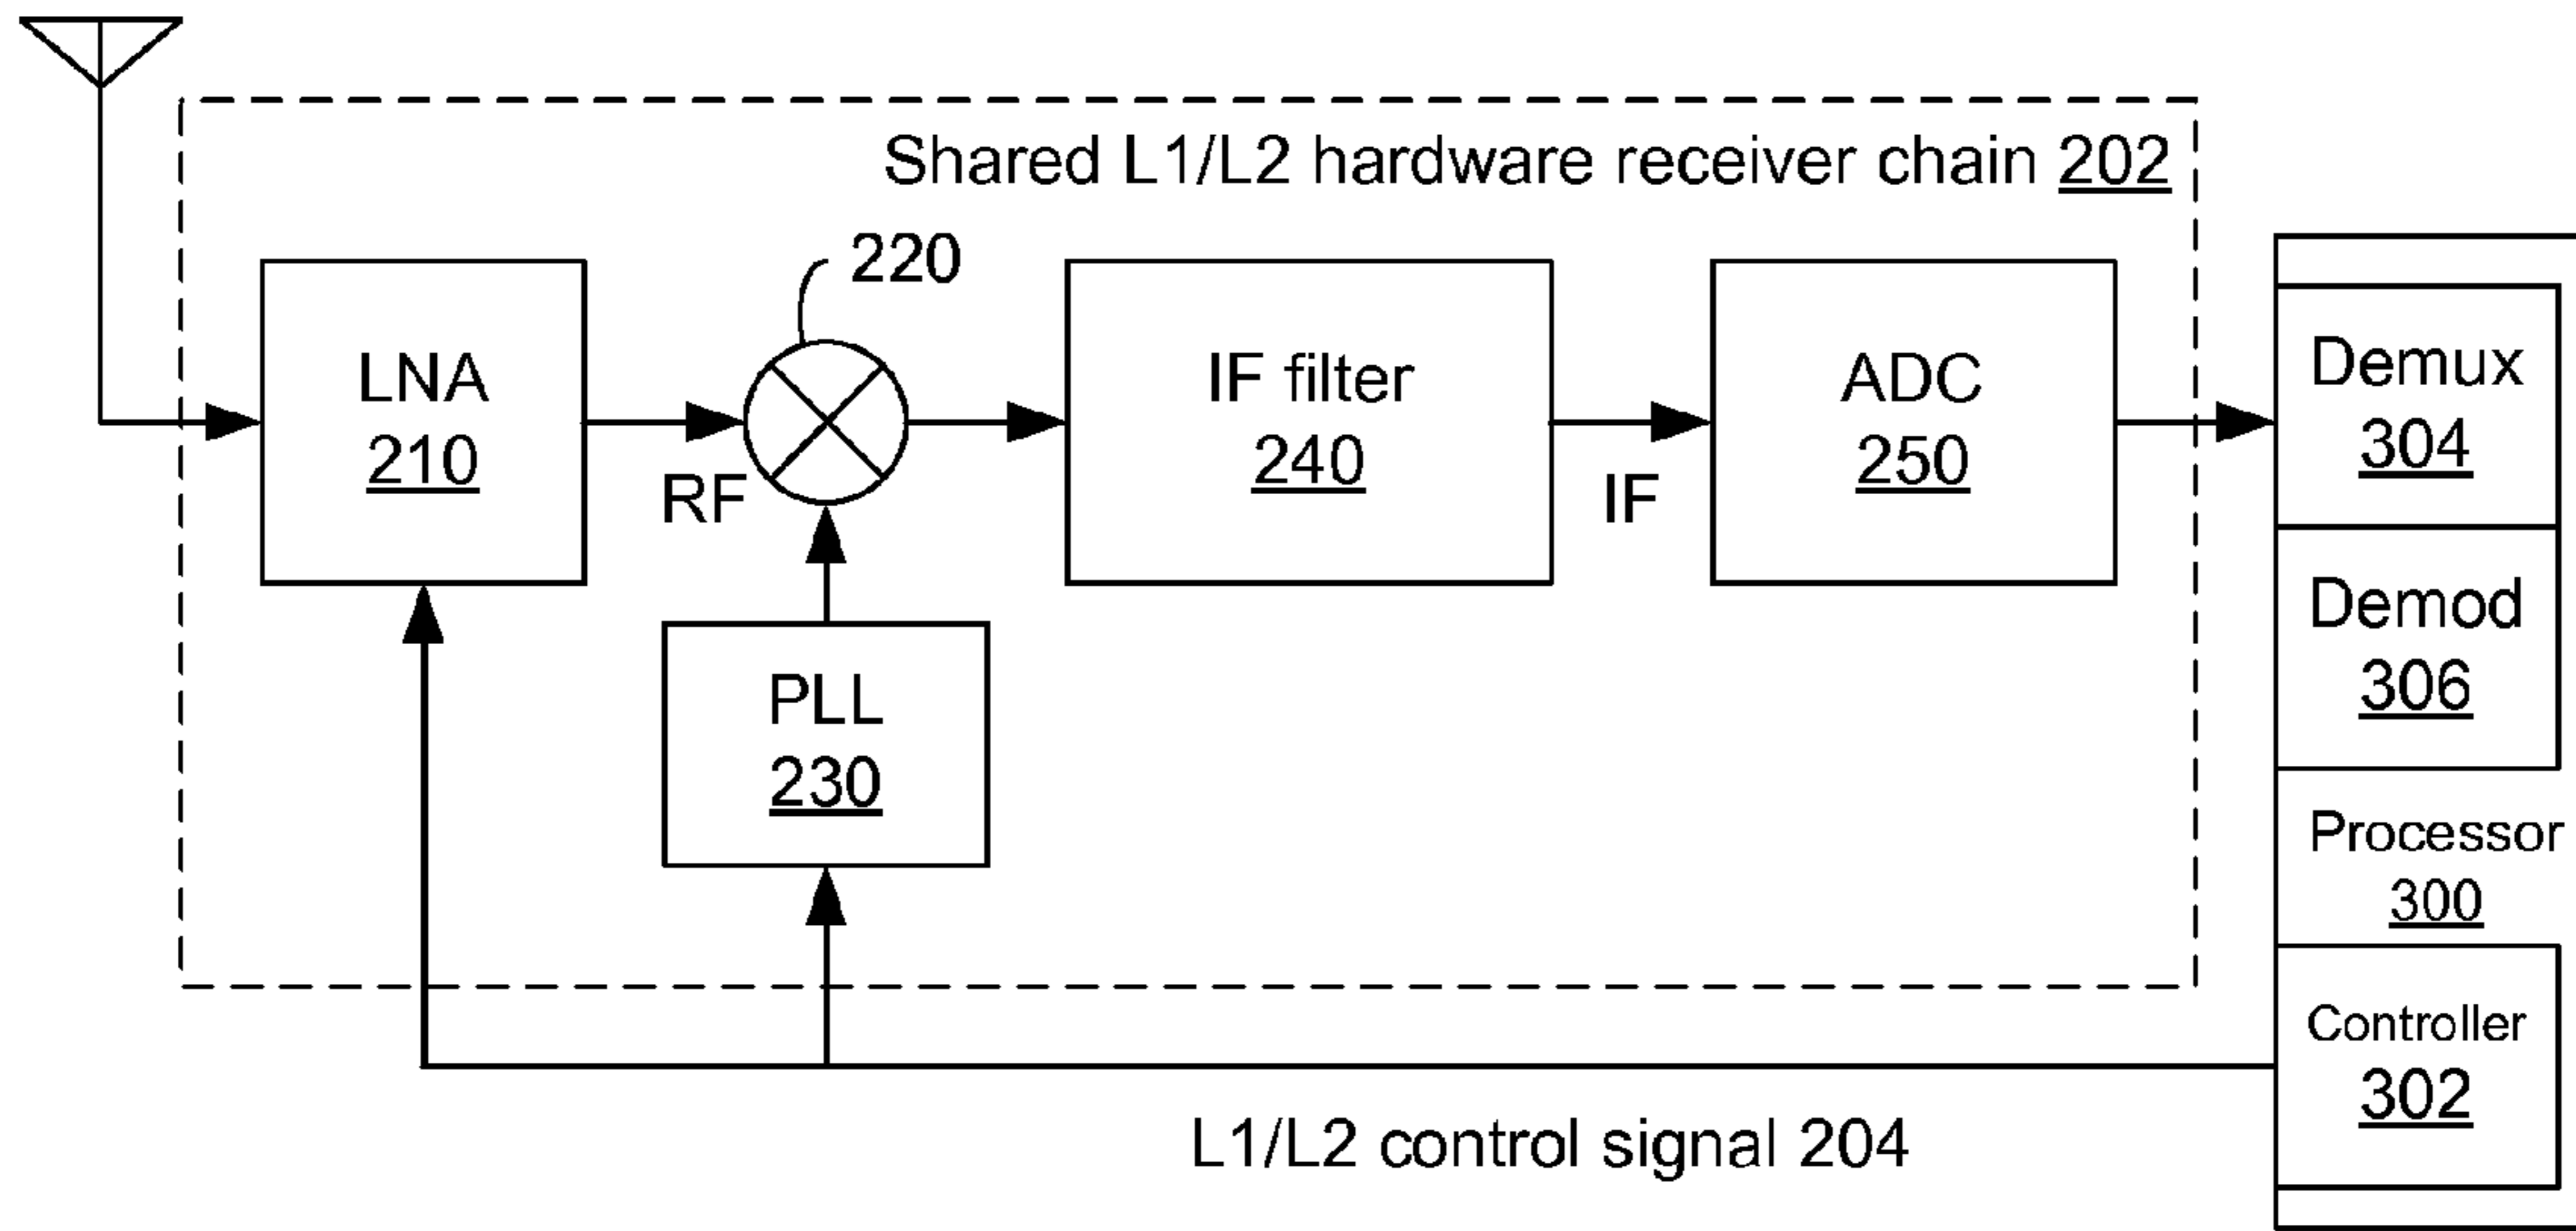 Shared L1/L2 hardware receiver chain 202
220
LNA
210
RF
IF filter
240
IF
ADC
250
Demux
304
Demod
306
PLL
230
Processor
300
Controller
302
L1/L2 control signal 204